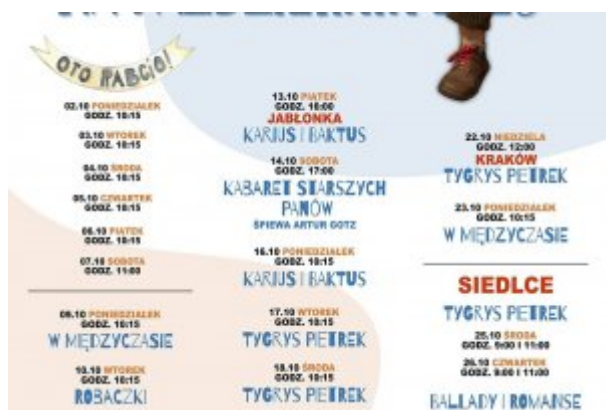 OTO RABCIO!
02.10 PONIEDZIAŁEK
GODZ. 10:15
03.10 WTOREK
GODZ. 10:15
04.10 ŚRODA
GODZ. 10:15
05.10 CZWARTEK
GODZ. 10:15
06.10 PIĄTEK
GODZ. 10:15
07.10 SOBOTA
GODZ. 11:00
09.10 PONIEDZIAŁEK
GODZ. 10:15
W MIĘDZYCZASIE
10.10 WTOREK
GODZ. 10:15
ROBACZKI
13.10 PIĄTEK
GODZ. 18:00
JABŁONKA
KARIUS I BAKTUS
14.10 SOBOTA
GODZ. 17:00
KABARET STARSZYCH
PANÓW
ŚPIEWA ARTUR GOTZ
16.10 PONIEDZIAŁEK
GODZ. 10:15
KARIUS I BAKTUS
17.10 WTOREK
GODZ. 10:15
TYGRYS PIETREK
18.10 ŚRODA
GODZ. 10:15
TYGRYS PIETREK
22.10 NIEDZIELA
GODZ. 12:00
KRAKÓW
TYGRYS PIETREK
23.10 PONIEDZIAŁEK
GODZ. 10:15
W MIĘDZYCZASIE
SIEDLCE
TYGRYS PIETREK
25.10 ŚRODA
GODZ. 9:00 I 11:00
26.10 CZWARTEK
GODZ. 9:00 I 11:00
BALLADY I ROMANSE